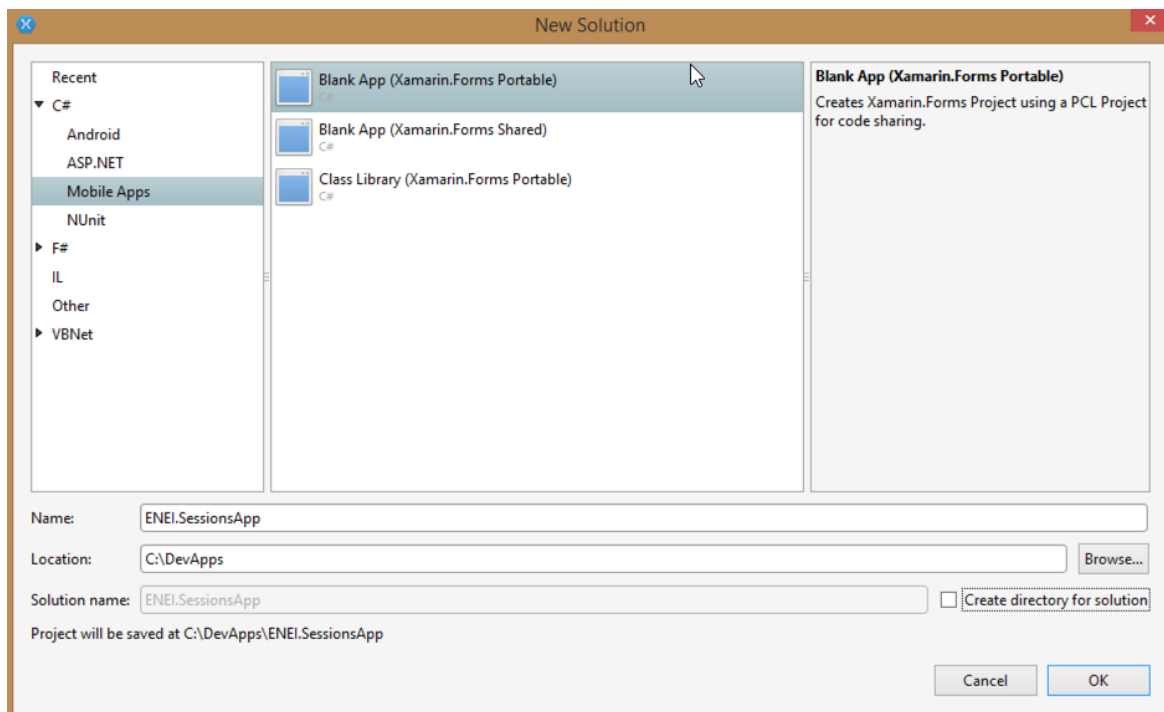 New Solution
Recent
C#
Android
ASP.NET
Mobile Apps
NUnit
F#
IL
Other
VBNet
Blank App (Xamarin.Forms Portable)
C#
Blank App (Xamarin.Forms Shared)
C#
Class Library (Xamarin.Forms Portable)
C#
Blank App (Xamarin.Forms Portable)
Creates Xamarin.Forms Project using a PCL Project
for code sharing.
Name: ENEI.SessionsApp
Location: C:\DevApps Browse...
Solution name: ENEI.SessionsApp Create directory for solution
Project will be saved at C:\DevApps\ENEI.SessionsApp
Cancel OK